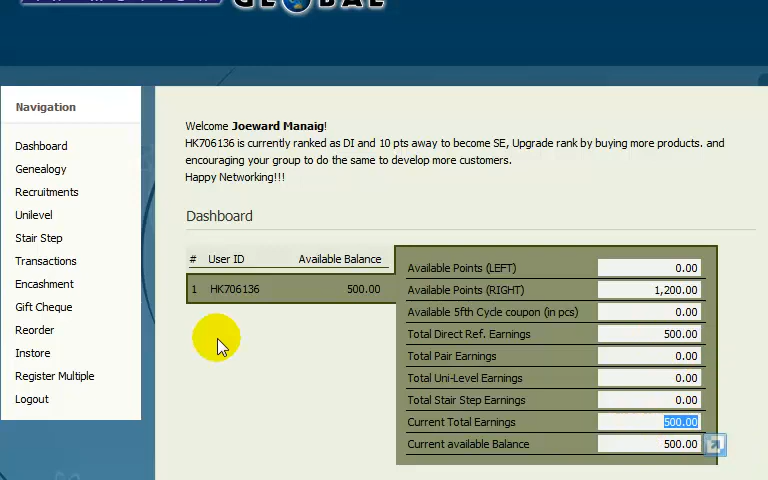 GLOBAL
Navigation
Dashboard
Genealogy
Recruitments
Unilevel
Stair Step
Transactions
Encashment
Gift Cheque
Reorder
Instore
Register Multiple
Logout
Welcome Joeward Manaig!
HK706136 is currently ranked as DI and 10 pts away to become SE, Upgrade rank by buying more products. and
encouraging your group to do the same to develop more customers.
Happy Networking!!!
Dashboard
# User ID Available Balance
1 HK706136 500.00
Available Points (LEFT) 0.00
Available Points (RIGHT) 1,200.00
Available 5fth Cycle coupon (in pcs) 0.00
Total Direct Ref. Earnings 500.00
Total Pair Earnings 0.00
Total Uni-Level Earnings 0.00
Total Stair Step Earnings 0.00
Current Total Earnings 500.00
Current available Balance 500.00